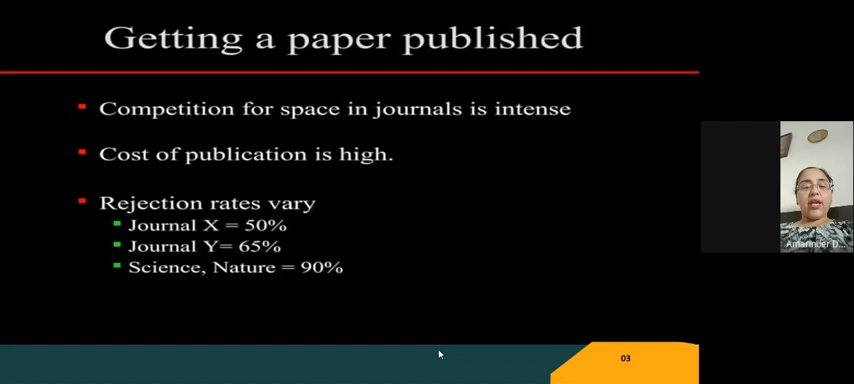 Getting a paper published
Competition for space in journals is intense
Cost of publication is high.
Rejection rates vary
Journal X = 50%
Journal Y= 65%
Science, Nature = 90%
Amarinder D...
03